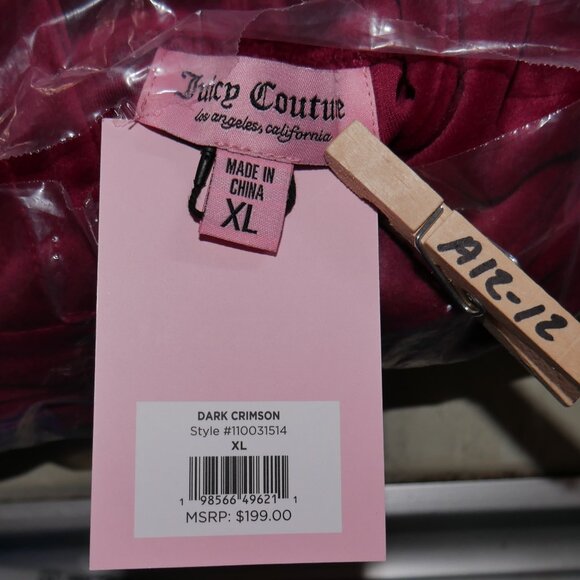 Juicy Couture
los angeles, california
MADE IN
CHINA
XL
A12-12
DARK CRIMSON
Style #110031514
XL
1 98566 49621 1
MSRP: $199.00